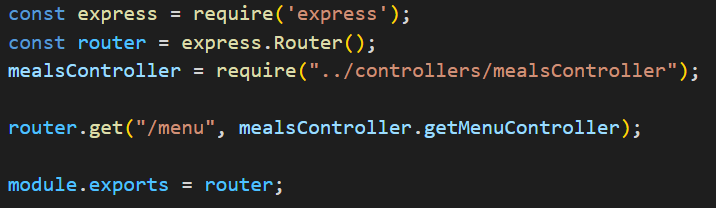 const express = require('express');
const router = express.Router();
mealsController = require("../controllers/mealsController");
router.get("/menu", mealsController.getMenuController);
module.exports = router;